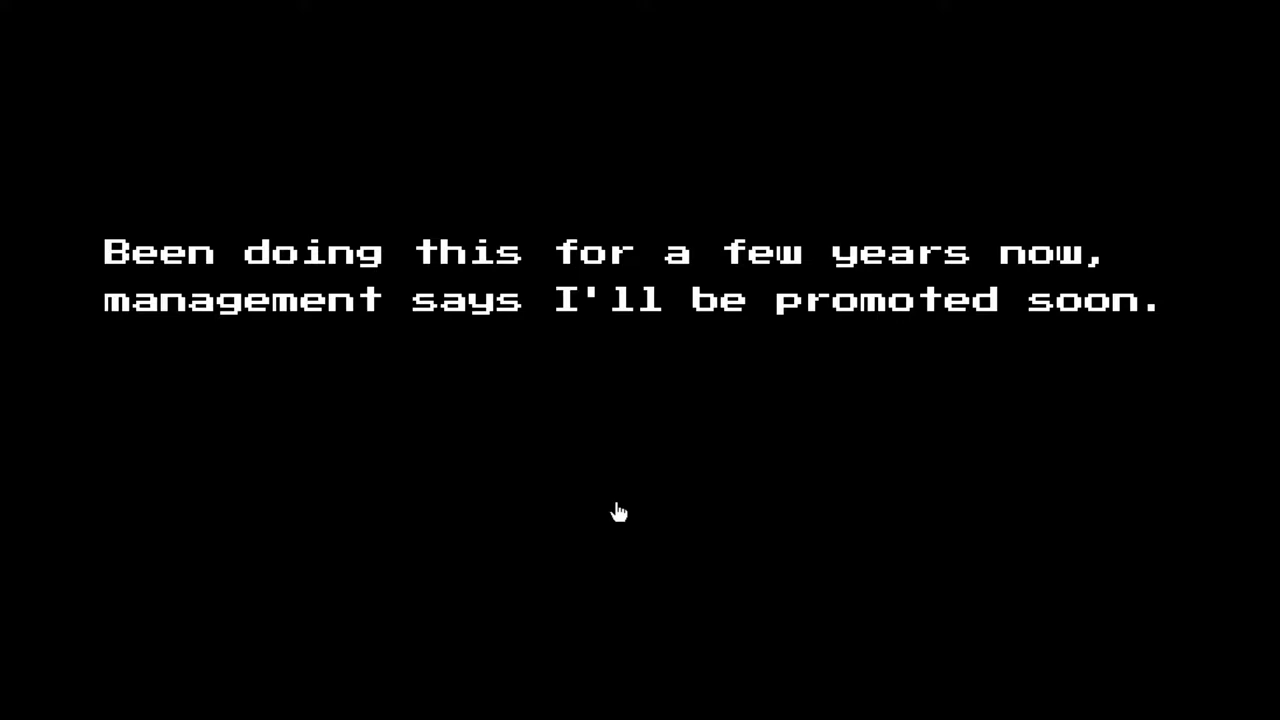 Been doing this for a few years now,
management says I'll be promoted soon.